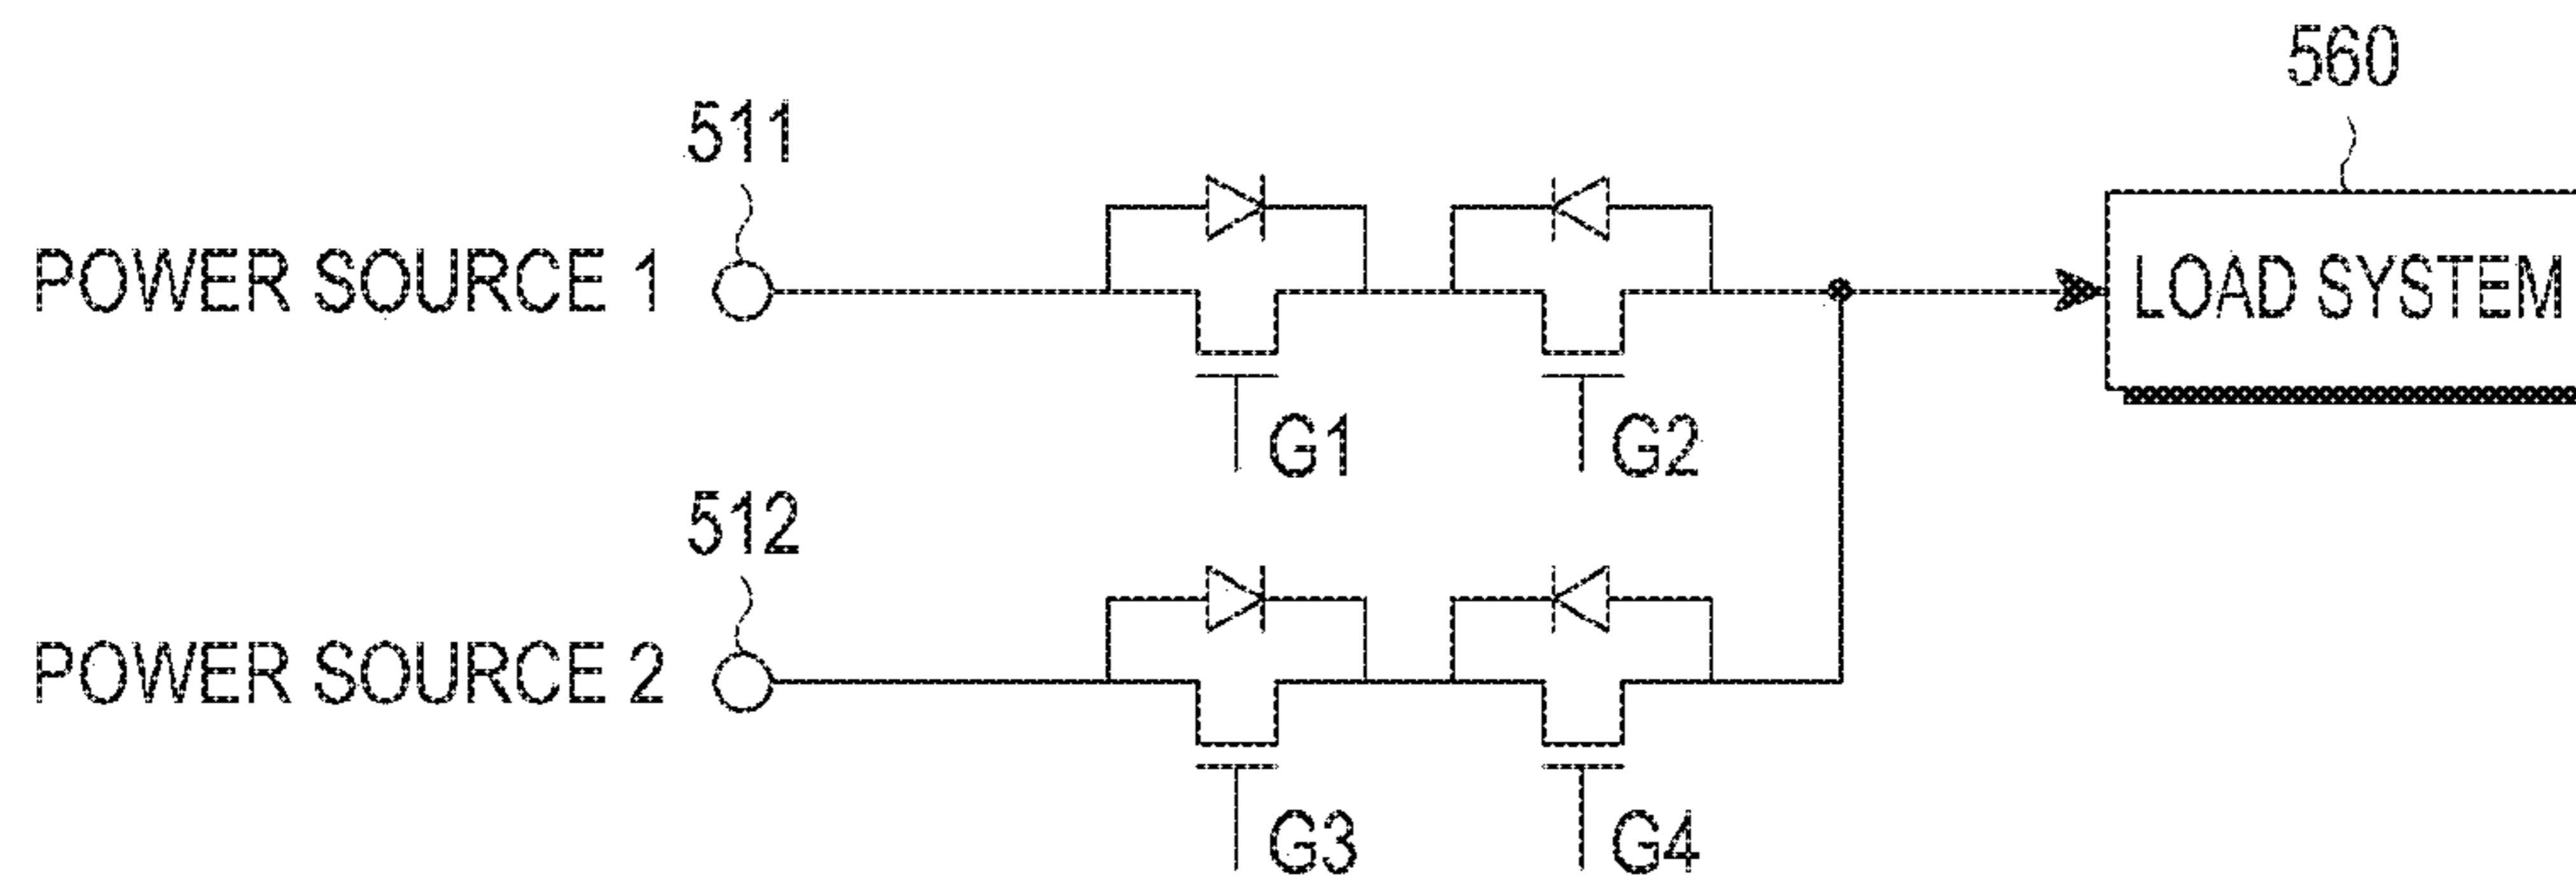 560
511
POWER SOURCE 1
LOAD SYSTEM
G1
G2
512
POWER SOURCE 2
G3
G4